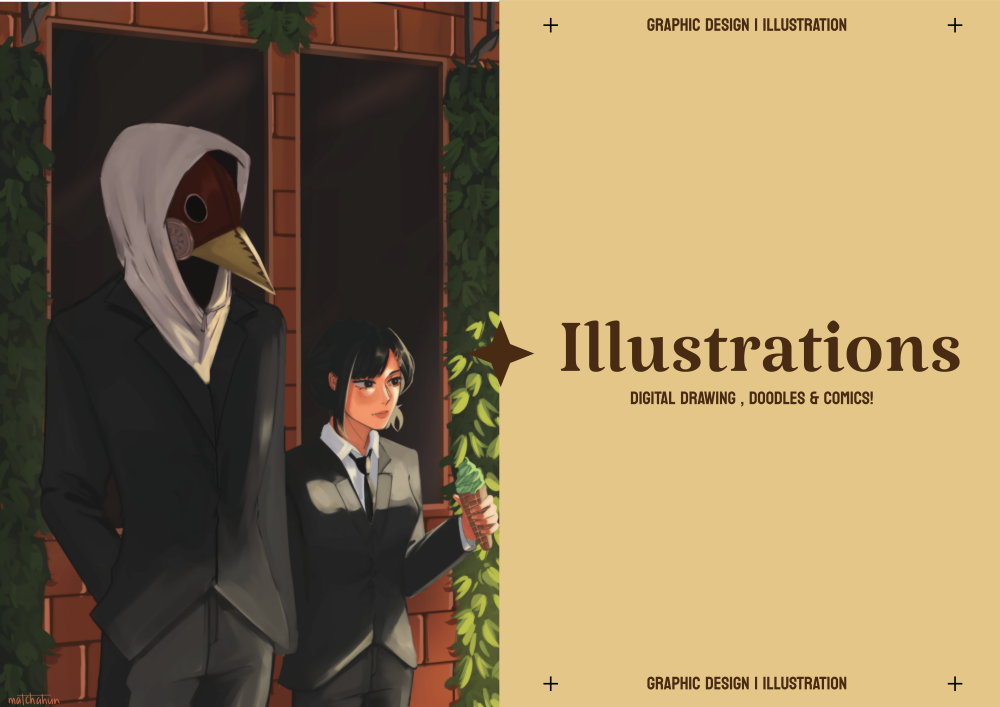 GRAPHIC DESIGN | ILLUSTRATION
Illustrations
DIGITAL DRAWING , DOODLES & COMICS!
GRAPHIC DESIGN | ILLUSTRATION
matchahun